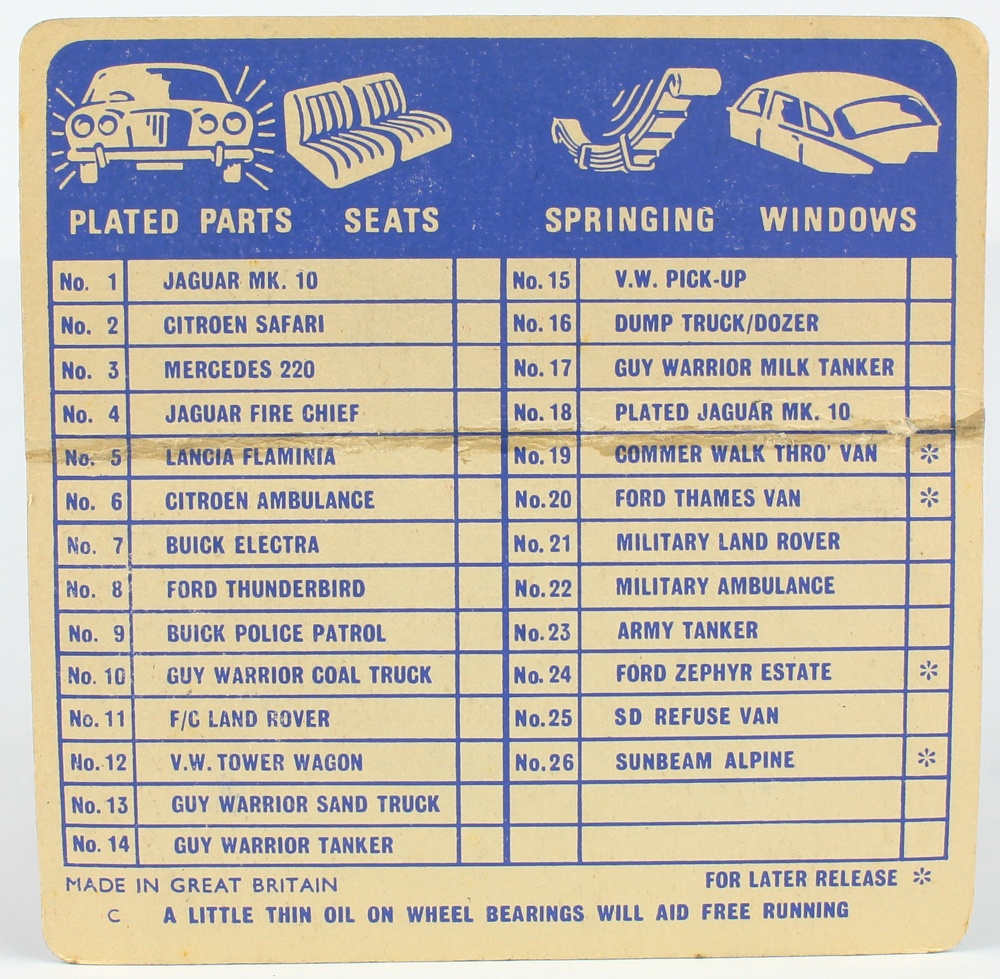 PLATED PARTS SEATS SPRINGING WINDOWS
No. 1 JAGUAR MK. 10
No. 2 CITROEN SAFARI
No. 3 MERCEDES 220
No. 4 JAGUAR FIRE CHIEF
No. 5 LANCIA FLAMINIA
No. 6 CITROEN AMBULANCE
No. 7 BUICK ELECTRA
No. 8 FORD THUNDERBIRD
No. 9 BUICK POLICE PATROL
No. 10 GUY WARRIOR COAL TRUCK
No. 11 F/C LAND ROVER
No. 12 V.W. TOWER WAGON
No. 13 GUY WARRIOR SAND TRUCK
No. 14 GUY WARRIOR TANKER
No. 15 V.W. PICK-UP
No. 16 DUMP TRUCK/DOZER
No. 17 GUY WARRIOR MILK TANKER
No. 18 PLATED JAGUAR MK. 10
No. 19 COMMER WALK THRO' VAN *
No. 20 FORD THAMES VAN *
No. 21 MILITARY LAND ROVER
No. 22 MILITARY AMBULANCE
No. 23 ARMY TANKER
No. 24 FORD ZEPHYR ESTATE *
No. 25 SD REFUSE VAN
No. 26 SUNBEAM ALPINE *
MADE IN GREAT BRITAIN FOR LATER RELEASE *
C A LITTLE THIN OIL ON WHEEL BEARINGS WILL AID FREE RUNNING